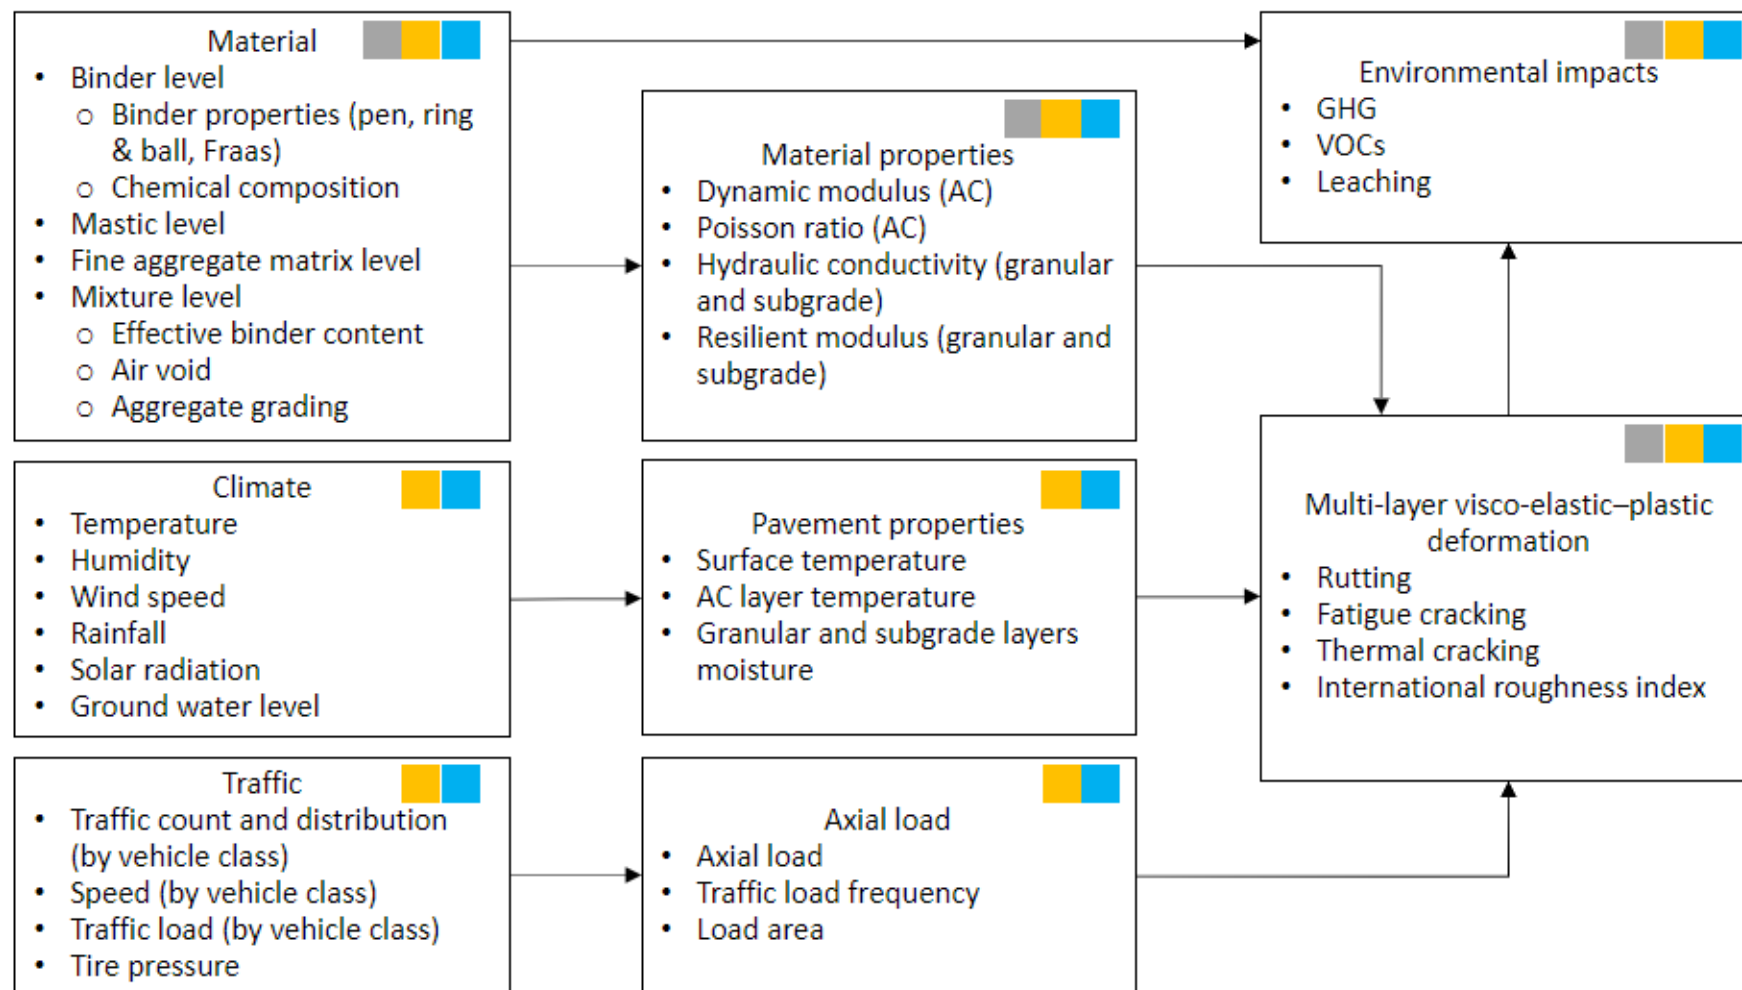 Material
• Binder level
o Binder properties (pen, ring
& ball, Fraas)
o Chemical composition
• Mastic level
• Fine aggregate matrix level
• Mixture level
o Effective binder content
o Air void
o Aggregate grading
Material properties
• Dynamic modulus (AC)
• Poisson ratio (AC)
• Hydraulic conductivity (granular
and subgrade)
• Resilient modulus (granular and
subgrade)
Environmental impacts
• GHG
• VOCs
• Leaching
Climate
• Temperature
• Humidity
• Wind speed
• Rainfall
• Solar radiation
• Ground water level
Pavement properties
• Surface temperature
• AC layer temperature
• Granular and subgrade layers
moisture
Multi-layer visco-elastic–plastic
deformation
• Rutting
• Fatigue cracking
• Thermal cracking
• International roughness index
Traffic
• Traffic count and distribution
(by vehicle class)
• Speed (by vehicle class)
• Traffic load (by vehicle class)
• Tire pressure
Axial load
• Axial load
• Traffic load frequency
• Load area